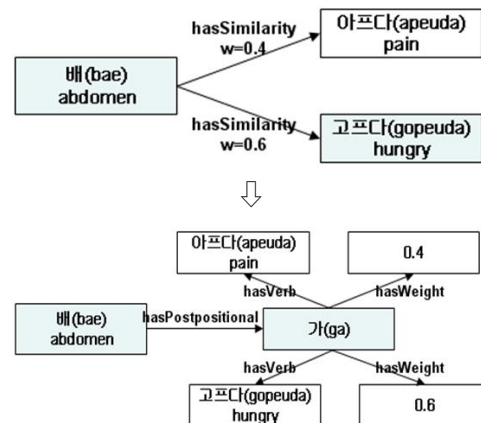 아프다(apeuda)
pain
hasSimilarity
w=0.4
배(bae)
abdomen
hasSimilarity
w=0.6
고프다(gopeuda)
hungry
아프다(apeuda)
pain
0.4
hasVerb
hasWeight
배(bae)
abdomen
hasPostpositional
가(ga)
hasVerb
hasWeight
고프다(gopeuda)
hungry
0.6